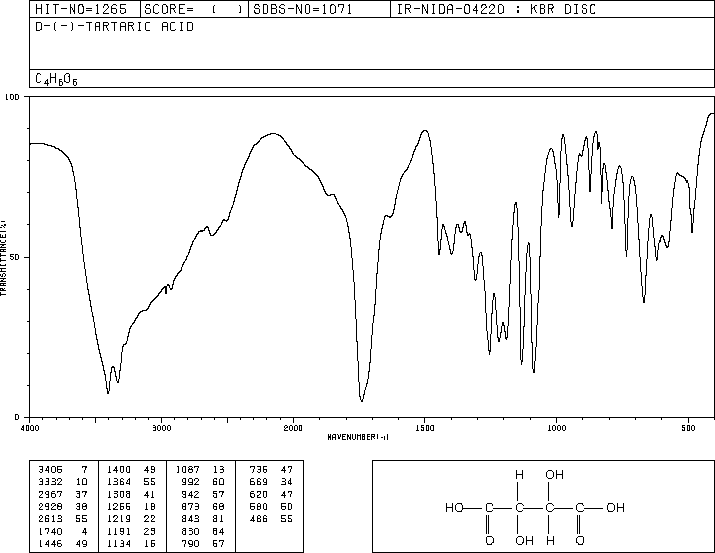 HIT-NO=1265 SCORE= ( ) SDBS-NO=1071 IR-NIDA-04220 : KBR DISC
D-(-)-TARTARIC ACID
C4H6O6
100
TRANSMITTANCE(%)
50
0
4000 3000 2000 1500 1000 500
WAVENUMBER(-1)
3405 7 1400 49 1087 13 736 47
3332 10 1364 55 992 60 669 34
2967 37 1308 41 942 57 620 47
2928 38 1255 18 873 68 580 50
2613 55 1219 22 843 81 486 55
1740 4 1191 23 830 64
1446 49 1134 16 790 57
H OH
HO C C C C OH
O OH H O